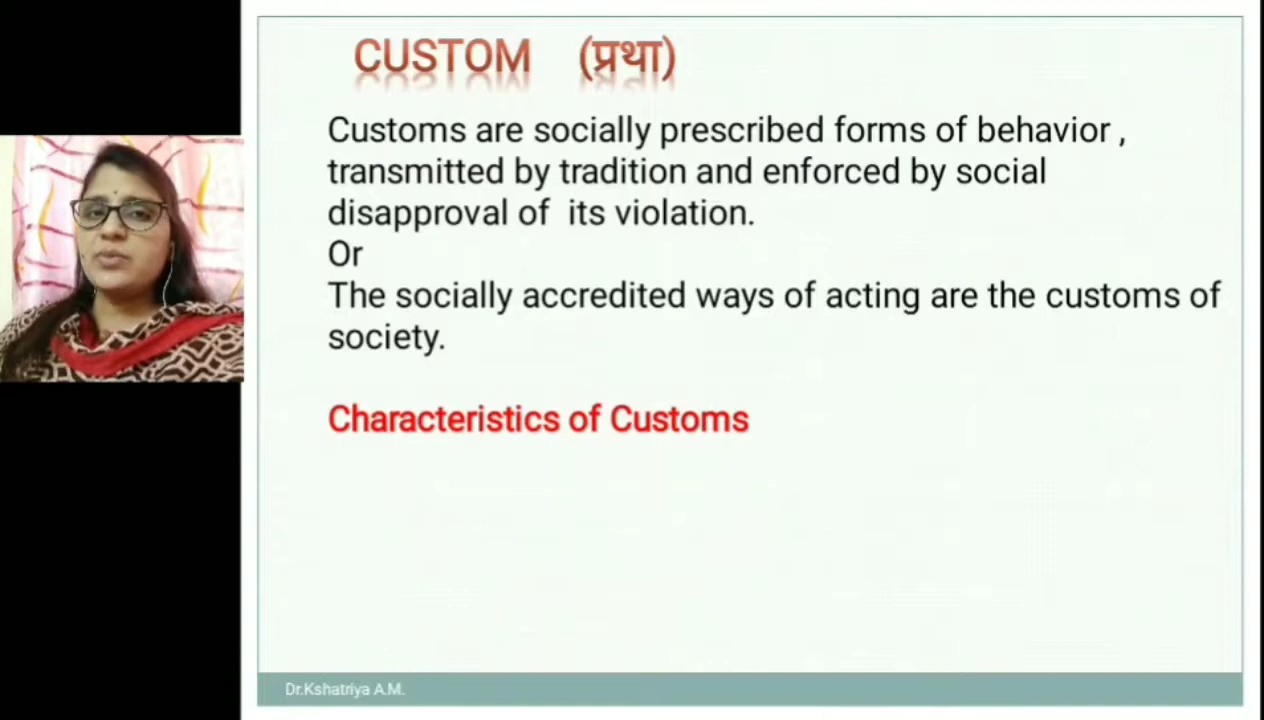 CUSTOM (प्रथा)
Customs are socially prescribed forms of behavior ,
transmitted by tradition and enforced by social
disapproval of its violation.
Or
The socially accredited ways of acting are the customs of
society.
Characteristics of Customs
Dr.Kshatriya A.M.